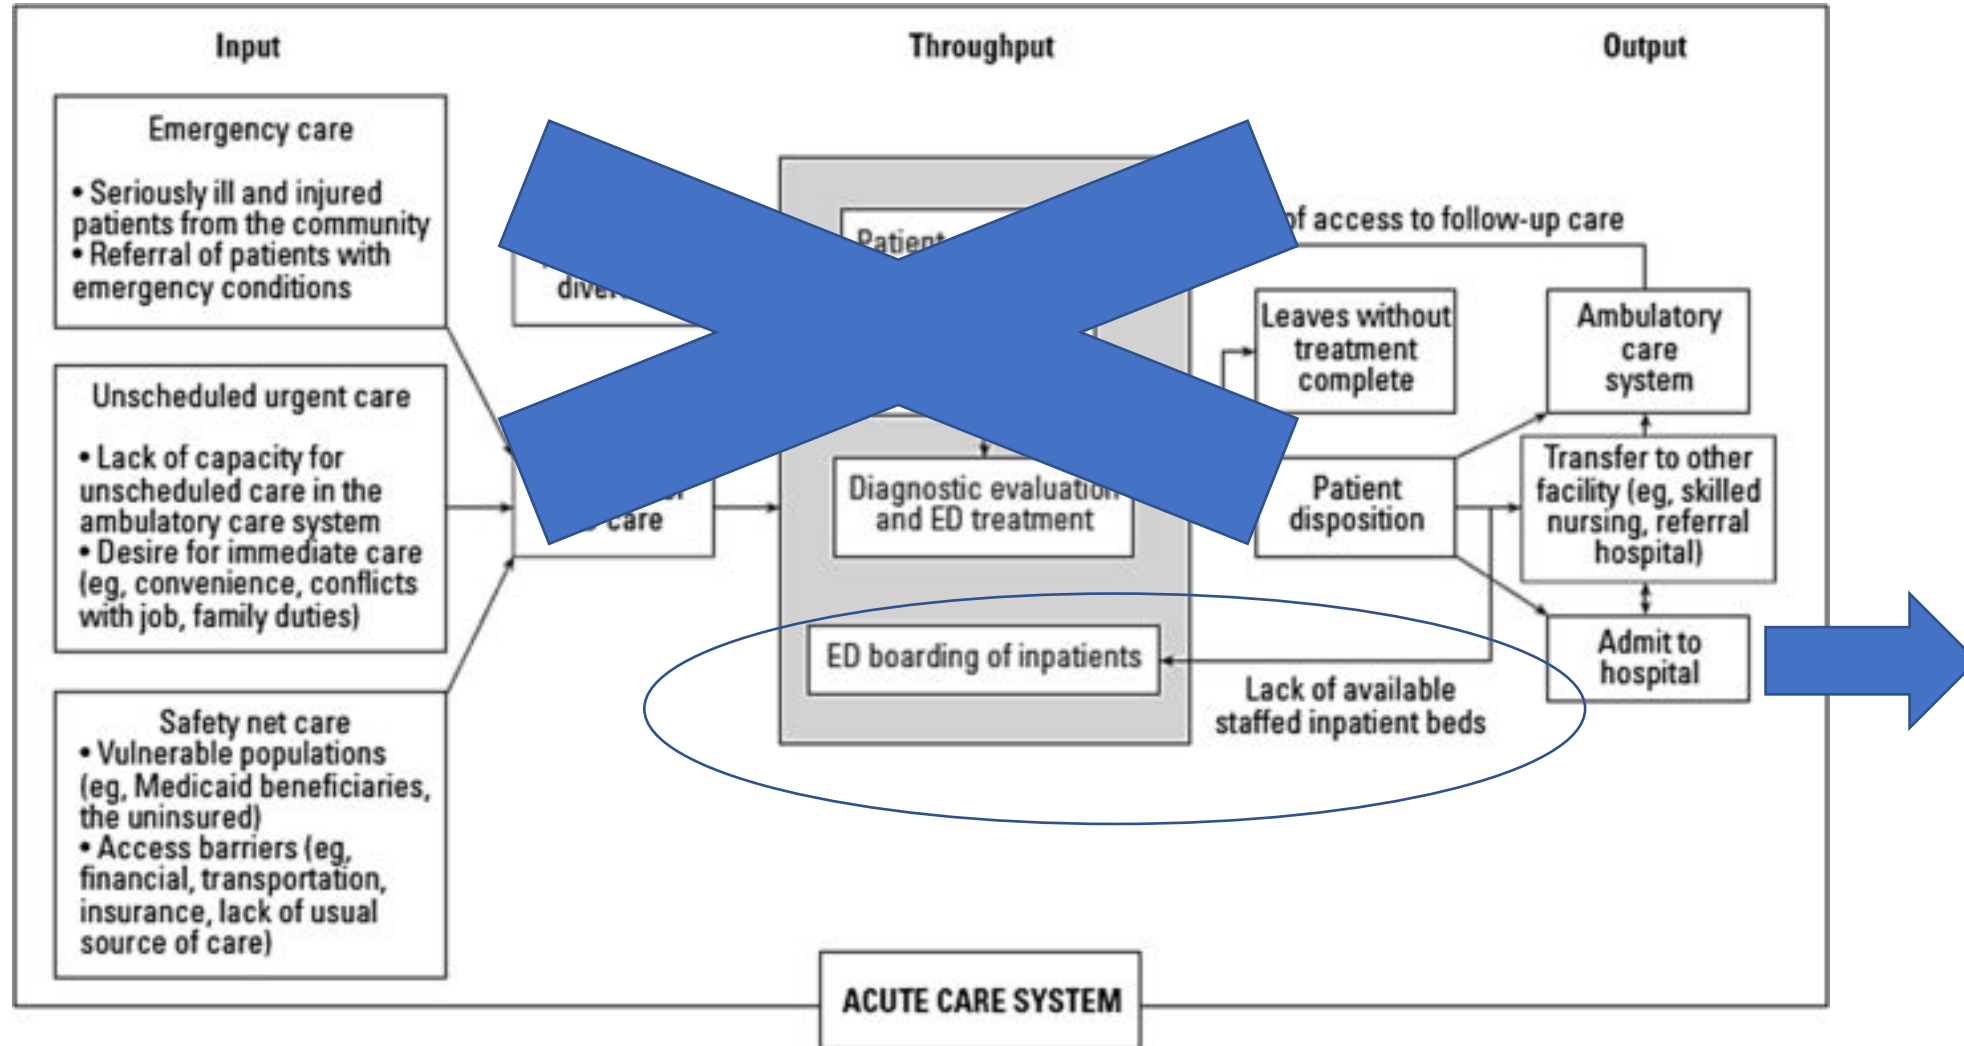 Input
Throughput
Output
Emergency care
• Seriously ill and injured
patients from the community
• Referral of patients with
emergency conditions
Unscheduled urgent care
• Lack of capacity for
unscheduled care in the
ambulatory care system
• Desire for immediate care
(eg, convenience, conflicts
with job, family duties)
Safety net care
• Vulnerable populations
(eg, Medicaid beneficiaries,
the uninsured)
• Access barriers (eg,
financial, transportation,
insurance, lack of usual
source of care)
care
Patient
Diagnostic evaluation
and ED treatment
ED boarding of inpatients
of access to follow-up care
Leaves without
treatment
complete
Patient
disposition
Lack of available
staffed inpatient beds
Ambulatory
care
system
Transfer to other
facility (eg, skilled
nursing, referral
hospital)
Admit to
hospital
ACUTE CARE SYSTEM